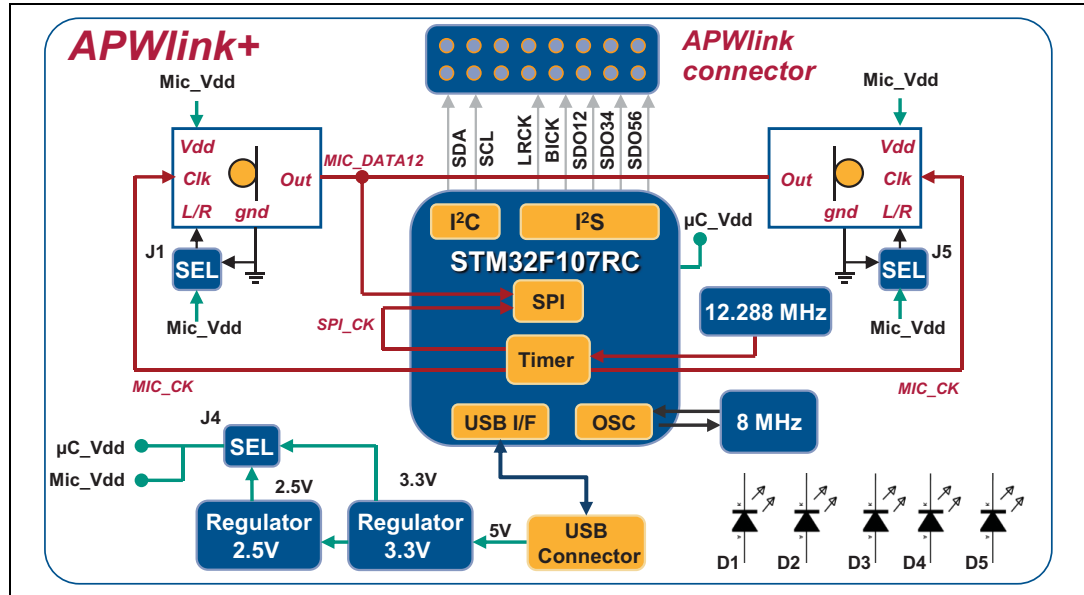 APWlink+
APWlink
connector
Mic_Vdd
Mic_Vdd
SDA
SCL
LRCK
BICK
SDO12
SDO34
SDO56
Vdd
Clk
Out
L/R
gnd
MIC_DATA12
Vdd
Out
Clk
gnd
L/R
I²C
I²S
µC_Vdd
STM32F107RC
J1
SEL
Mic_Vdd
J5
SEL
Mic_Vdd
SPI
SPI_CK
12.288 MHz
Timer
MIC_CK
MIC_CK
USB I/F
OSC
8 MHz
J4
µC_Vdd
SEL
Mic_Vdd
2.5V
3.3V
Regulator
2.5V
Regulator
3.3V
5V
USB
Connector
D1
D2
D3
D4
D5